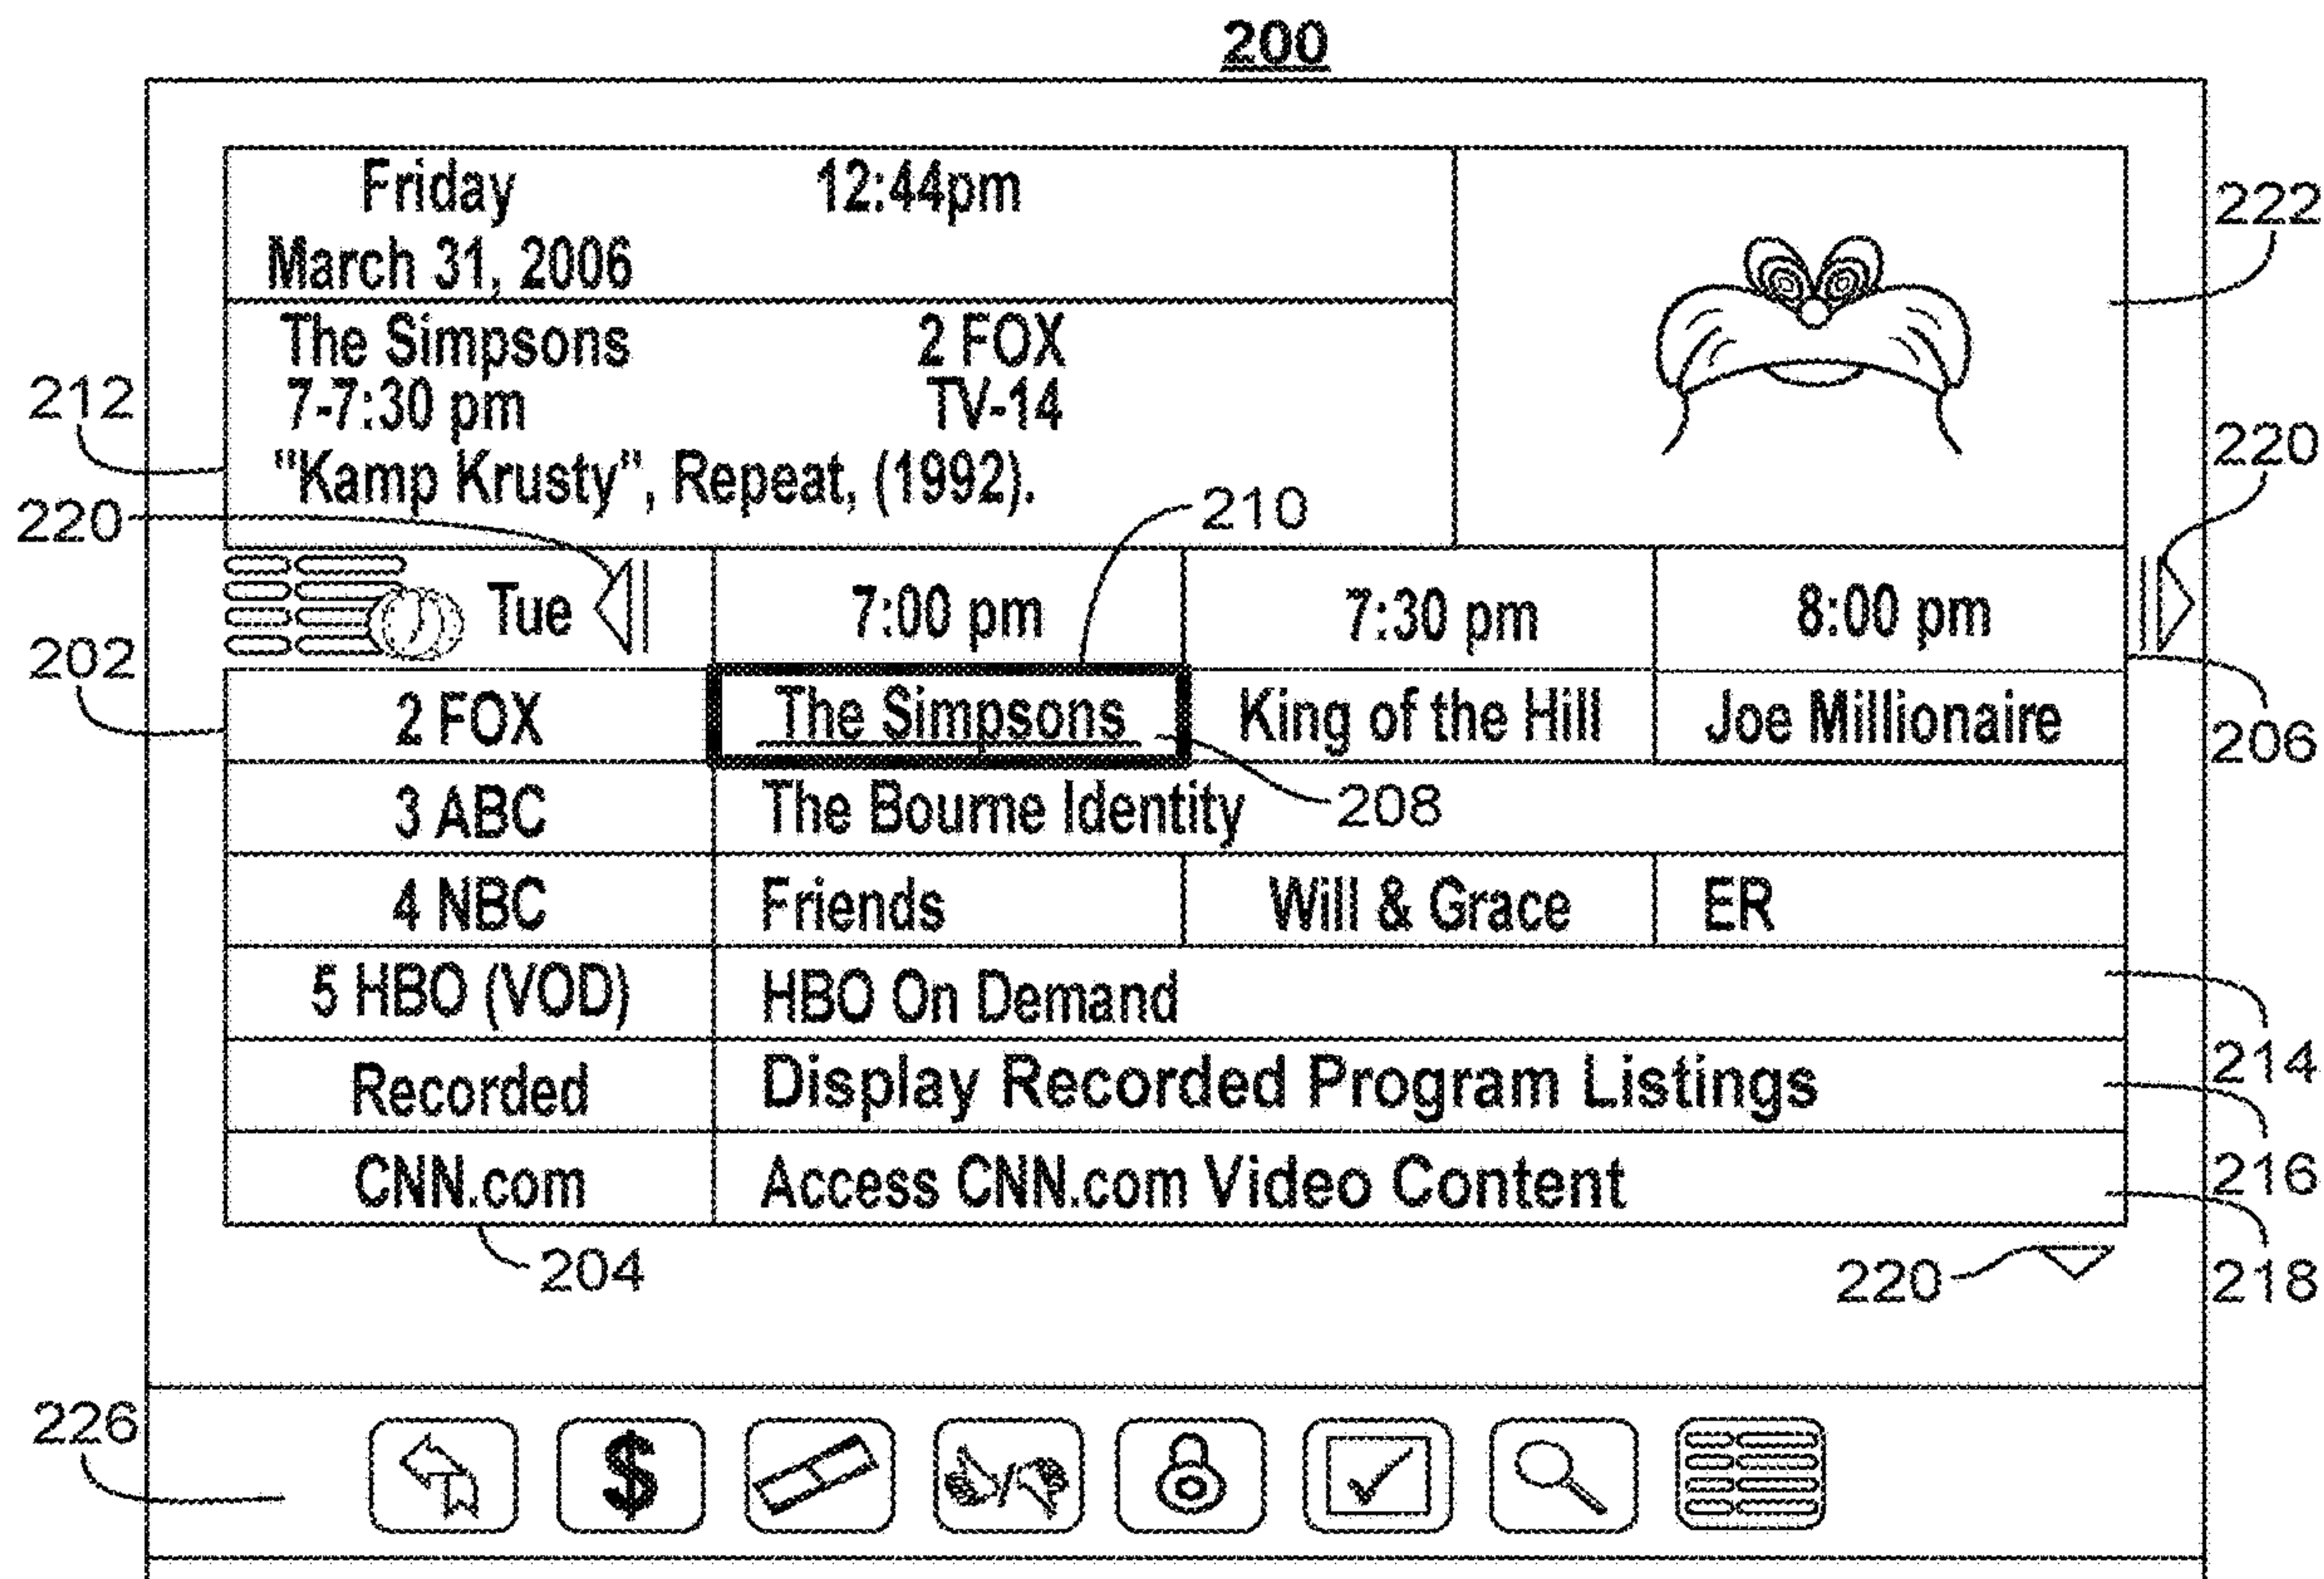 200
Friday 12:44pm
March 31, 2006
222
The Simpsons 2 FOX
212 7-7:30 pm TV-14
220
"Kamp Krusty", Repeat, (1992).
220 210
Tue 7:00 pm 7:30 pm 8:00 pm
202
2 FOX The Simpsons King of the Hill Joe Millionaire
206
3 ABC The Bourne Identity 208
4 NBC Friends Will & Grace ER
5 HBO (VOD) HBO On Demand
214
Recorded Display Recorded Program Listings
216
CNN.com Access CNN.com Video Content
204 220 218
226
$ /